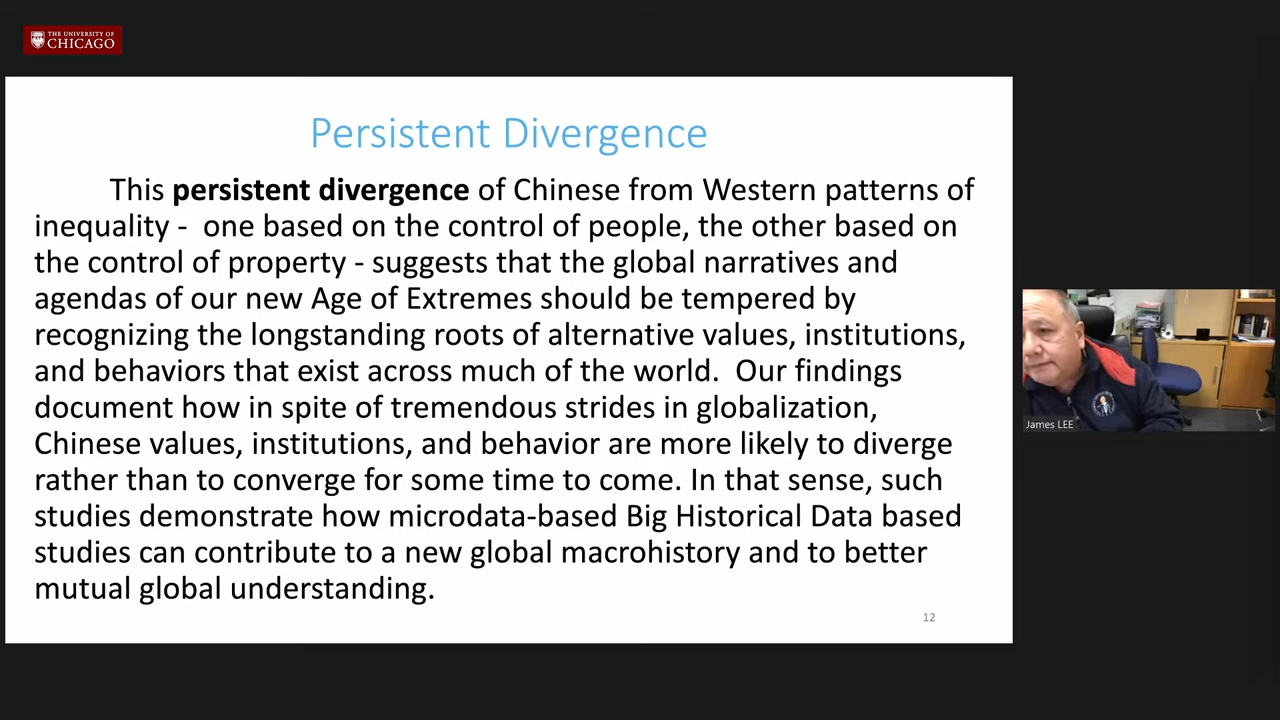 THE UNIVERSITY OF
CHICAGO
Persistent Divergence
This persistent divergence of Chinese from Western patterns of
inequality - one based on the control of people, the other based on
the control of property - suggests that the global narratives and
agendas of our new Age of Extremes should be tempered by
recognizing the longstanding roots of alternative values, institutions,
and behaviors that exist across much of the world. Our findings
document how in spite of tremendous strides in globalization,
Chinese values, institutions, and behavior are more likely to diverge
rather than to converge for some time to come. In that sense, such
studies demonstrate how microdata-based Big Historical Data based
studies can contribute to a new global macrohistory and to better
mutual global understanding.
12
James LEE